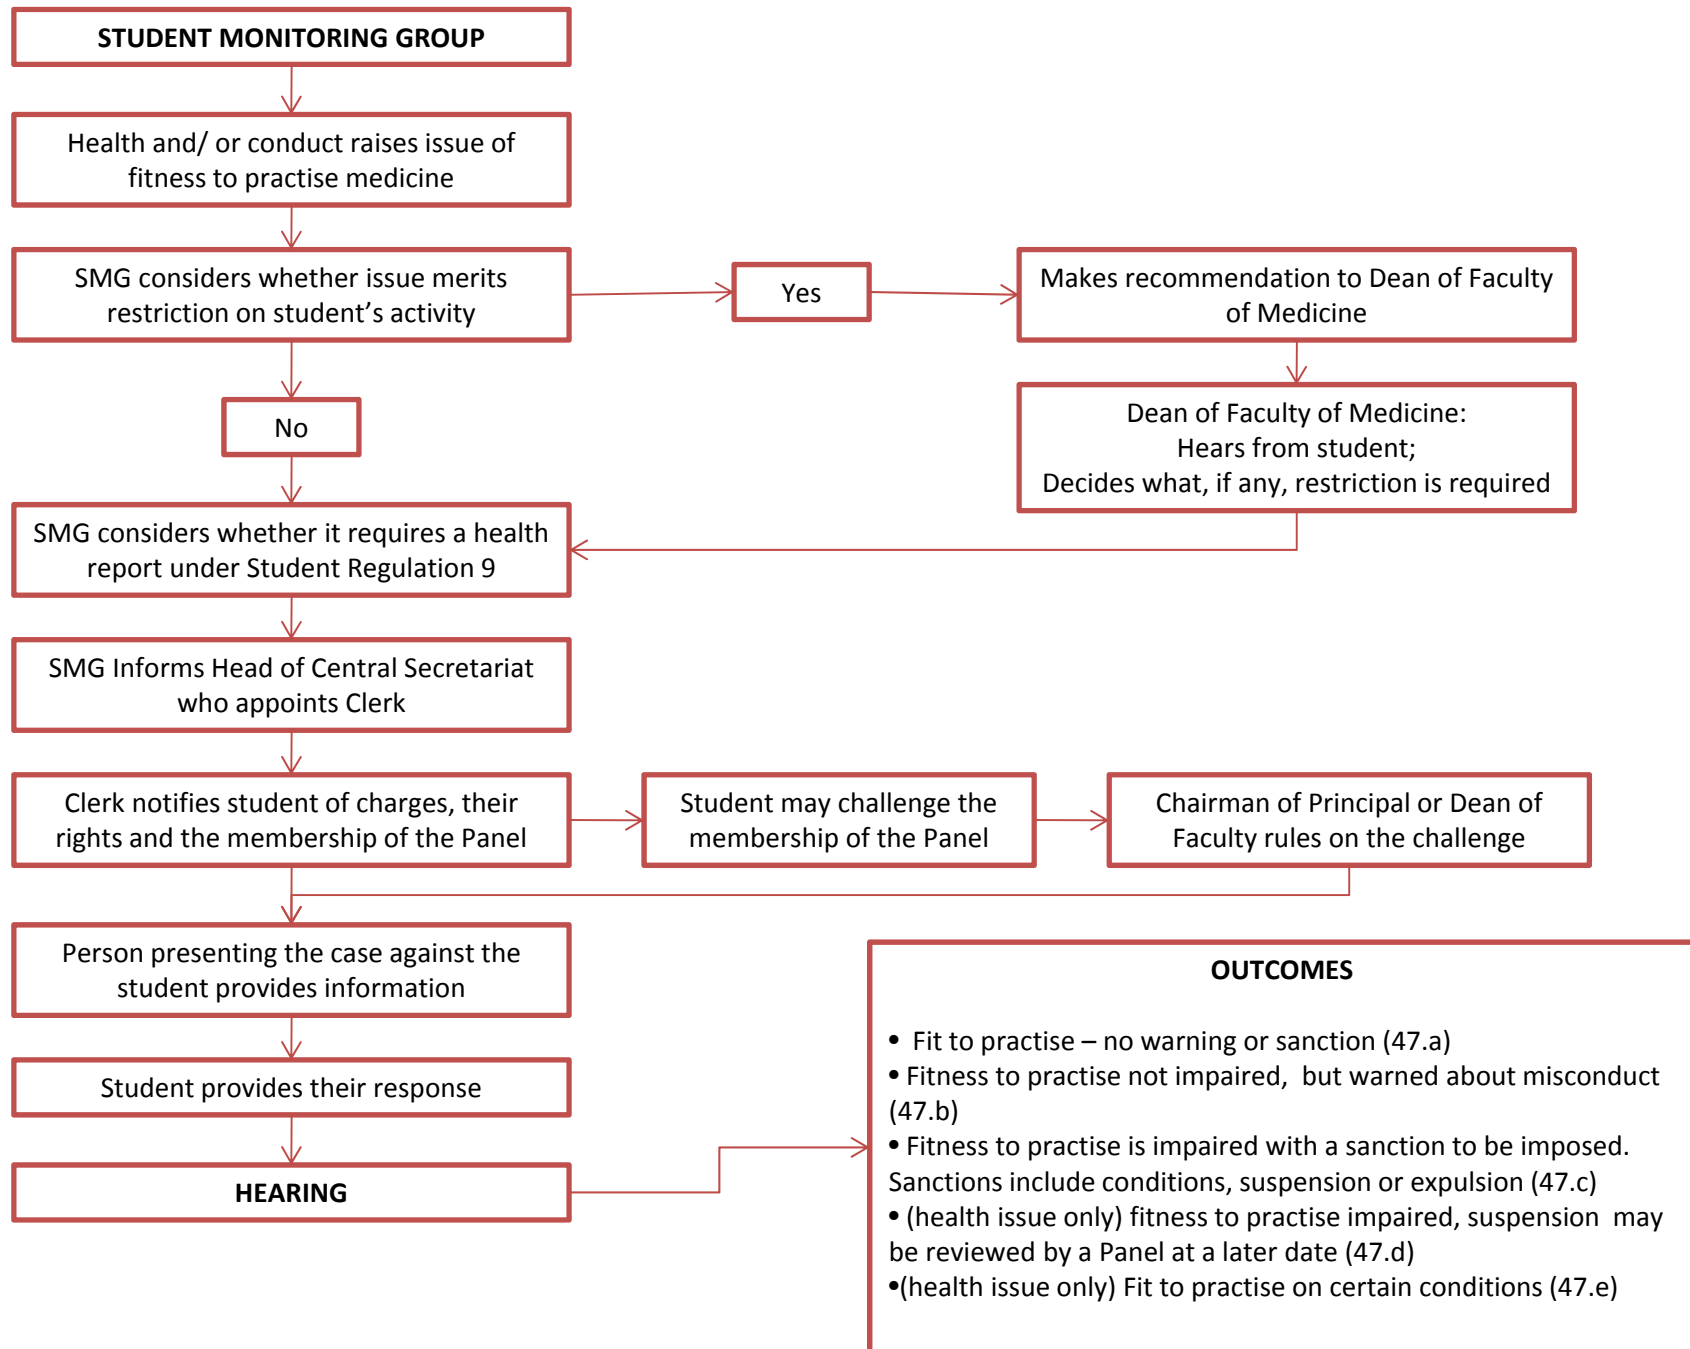 STUDENT MONITORING GROUP
Health and/ or conduct raises issue of
fitness to practise medicine
SMG considers whether issue merits
restriction on student’s activity
Yes
Makes recommendation to Dean of Faculty
of Medicine
No
Dean of Faculty of Medicine:
Hears from student;
Decides what, if any, restriction is required
SMG considers whether it requires a health
report under Student Regulation 9
SMG Informs Head of Central Secretariat
who appoints Clerk
Clerk notifies student of charges, their
rights and the membership of the Panel
Student may challenge the
membership of the Panel
Chairman of Principal or Dean of
Faculty rules on the challenge
Person presenting the case against the
student provides information
Student provides their response
HEARING
OUTCOMES
• Fit to practise – no warning or sanction (47.a)
• Fitness to practise not impaired, but warned about misconduct
(47.b)
• Fitness to practise is impaired with a sanction to be imposed.
Sanctions include conditions, suspension or expulsion (47.c)
• (health issue only) fitness to practise impaired, suspension may
be reviewed by a Panel at a later date (47.d)
•(health issue only) Fit to practise on certain conditions (47.e)